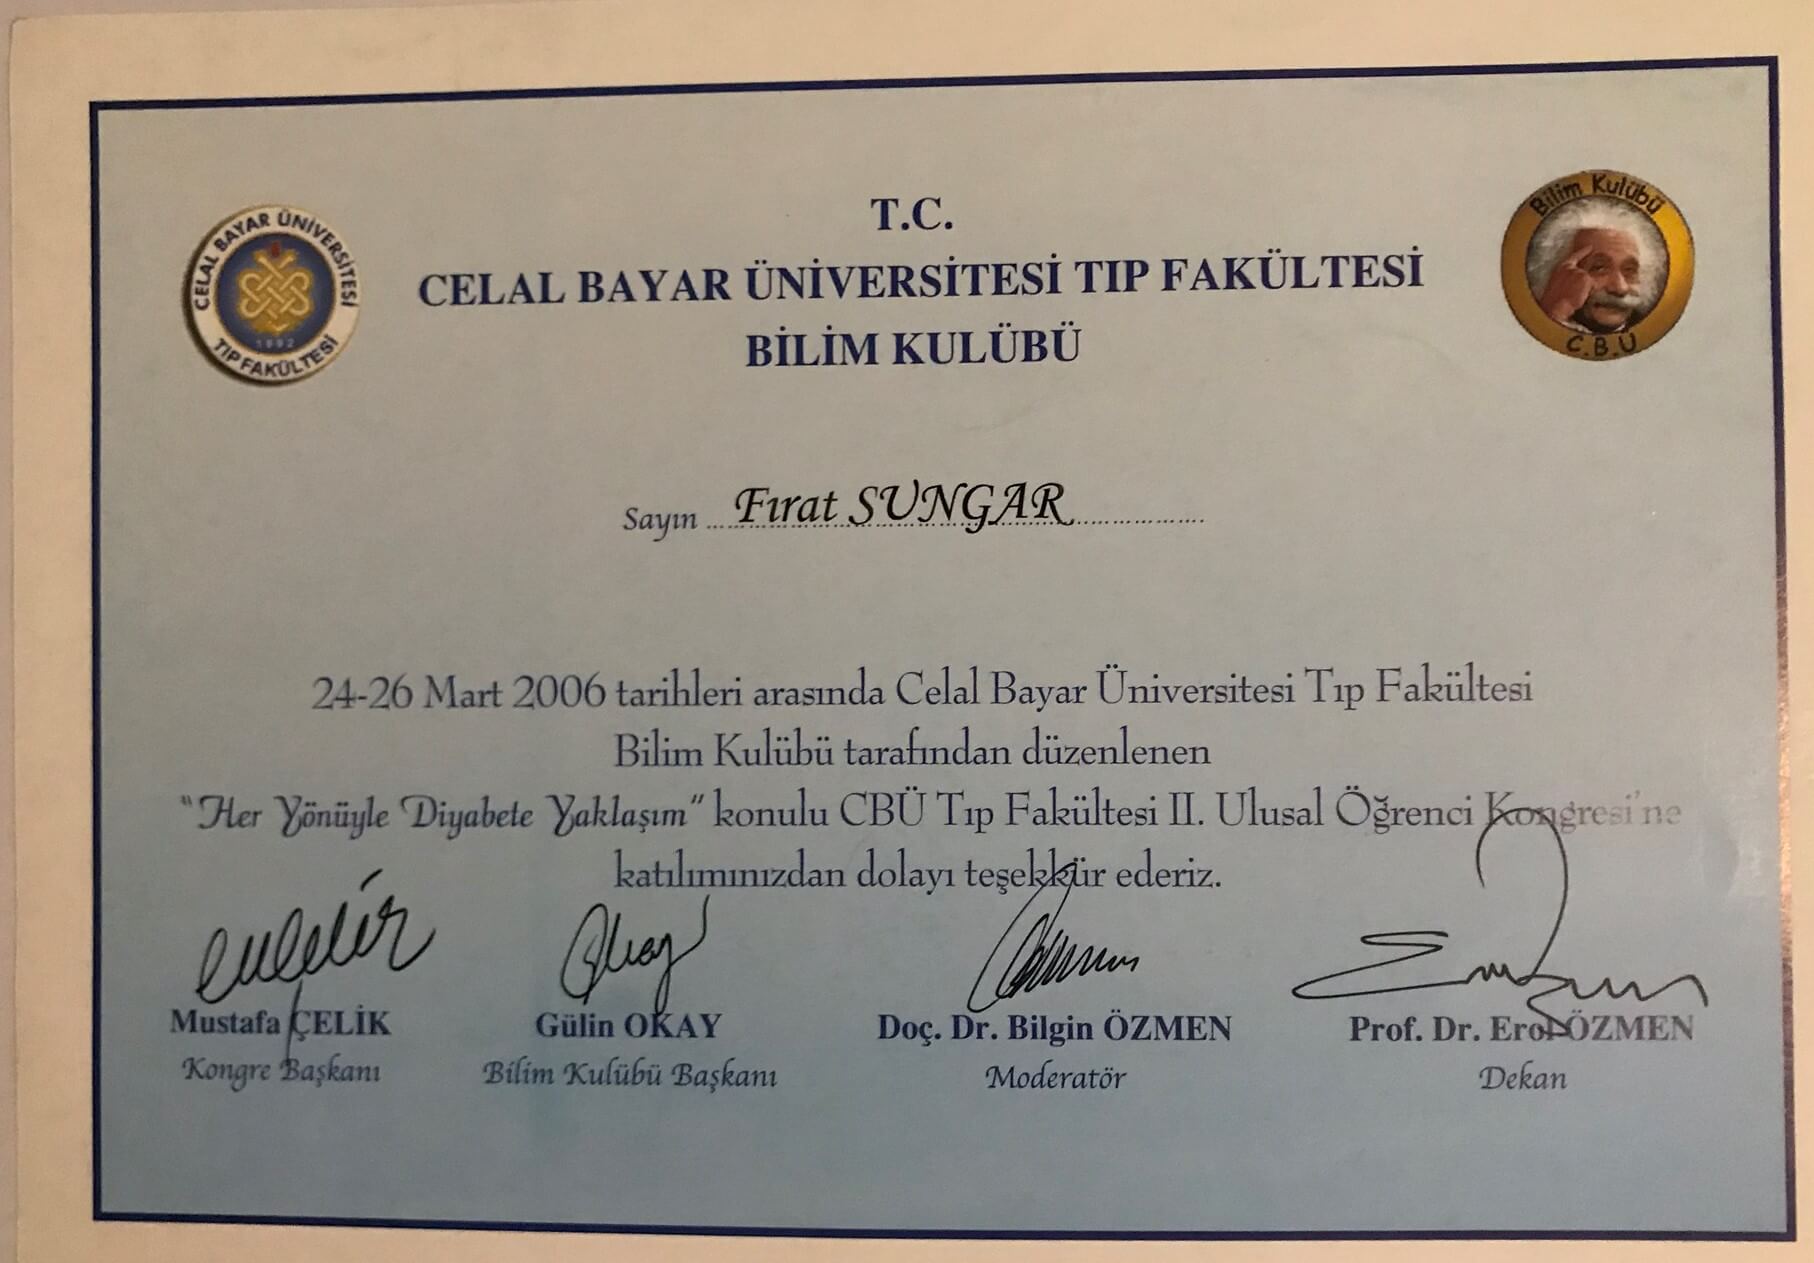 T.C.
CELAL BAYAR ÜNİVERSİTESİ TIP FAKÜLTESİ
BİLİM KULÜBÜ
CELAL BAYAR ÜNİVERSİTESİ
1992
TIP FAKÜLTESİ
Bilim Kulübü
C.B.Ü
Sayın ....Fırat SUNGAR..................
24-26 Mart 2006 tarihleri arasında Celal Bayar Üniversitesi Tıp Fakültesi
Bilim Kulübü tarafından düzenlenen
"Her Yönüyle Diyabete Yaklaşım" konulu CBÜ Tıp Fakültesi II. Ulusal Öğrenci Kongresi'ne
katılımınızdan dolayı teşekkür ederiz.
Mustafa ÇELİK
Kongre Başkanı
Gülin OKAY
Bilim Kulübü Başkanı
Doç. Dr. Bilgin ÖZMEN
Moderatör
Prof. Dr. Erol ÖZMEN
Dekan